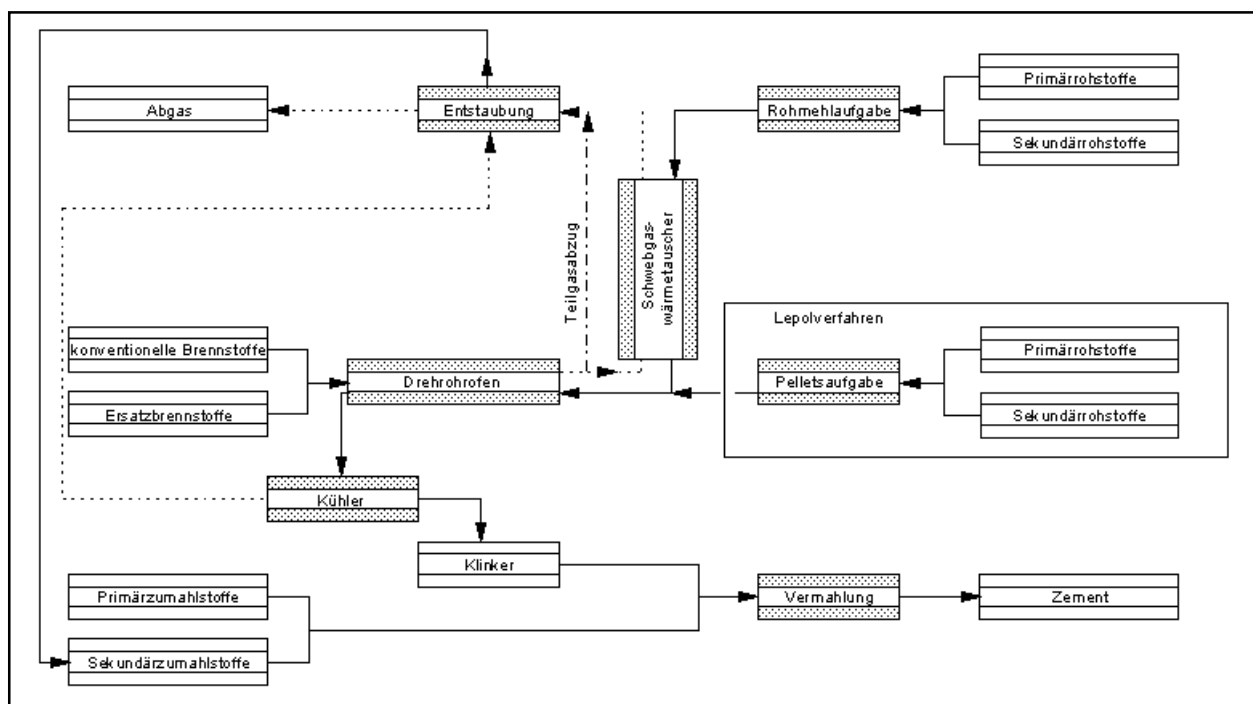 Primärrohstoffe
Abgas
Entstaubung
Rohmehlaufgabe
Sekundärrohstoffe
Schwebgas-
wärmetauscher
Teilgasabzug
Lepolverfahren
konventionelle Brennstoffe
Primärrohstoffe
Drehrohrofen
Pelletsaufgabe
Ersatzbrennstoffe
Sekundärrohstoffe
Kühler
Klinker
Primärzumahlstoffe
Vermahlung
Zement
Sekundärzumahlstoffe